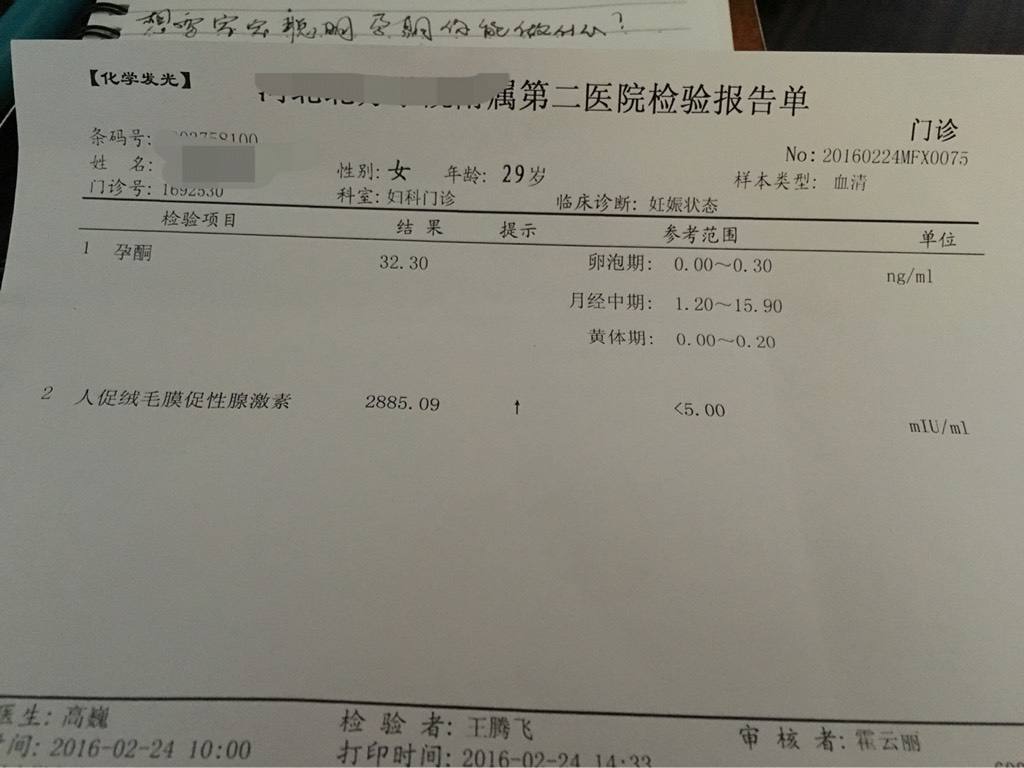 想要宝宝聪明孕期你能做什么?
【化学发光】
附属第二医院检验报告单
门诊
条码号:
No: 20160224MFX0075
姓 名:
性别: 女 年龄: 29岁
样本类型: 血清
门诊号: 1692530
科室: 妇科门诊
临床诊断: 妊娠状态
检验项目 结 果 提示 参考范围 单位
1 孕酮 32.30 卵泡期: 0.00~0.30 ng/ml
月经中期: 1.20~15.90
黄体期: 0.00~0.20
2 人促绒毛膜促性腺激素 2885.09 ↑ <5.00 mIU/ml
医生: 高巍 检 验 者: 王腾飞 审 核 者: 霍云丽
间: 2016-02-24 10:00 打印时间: 2016-02-24 14:33